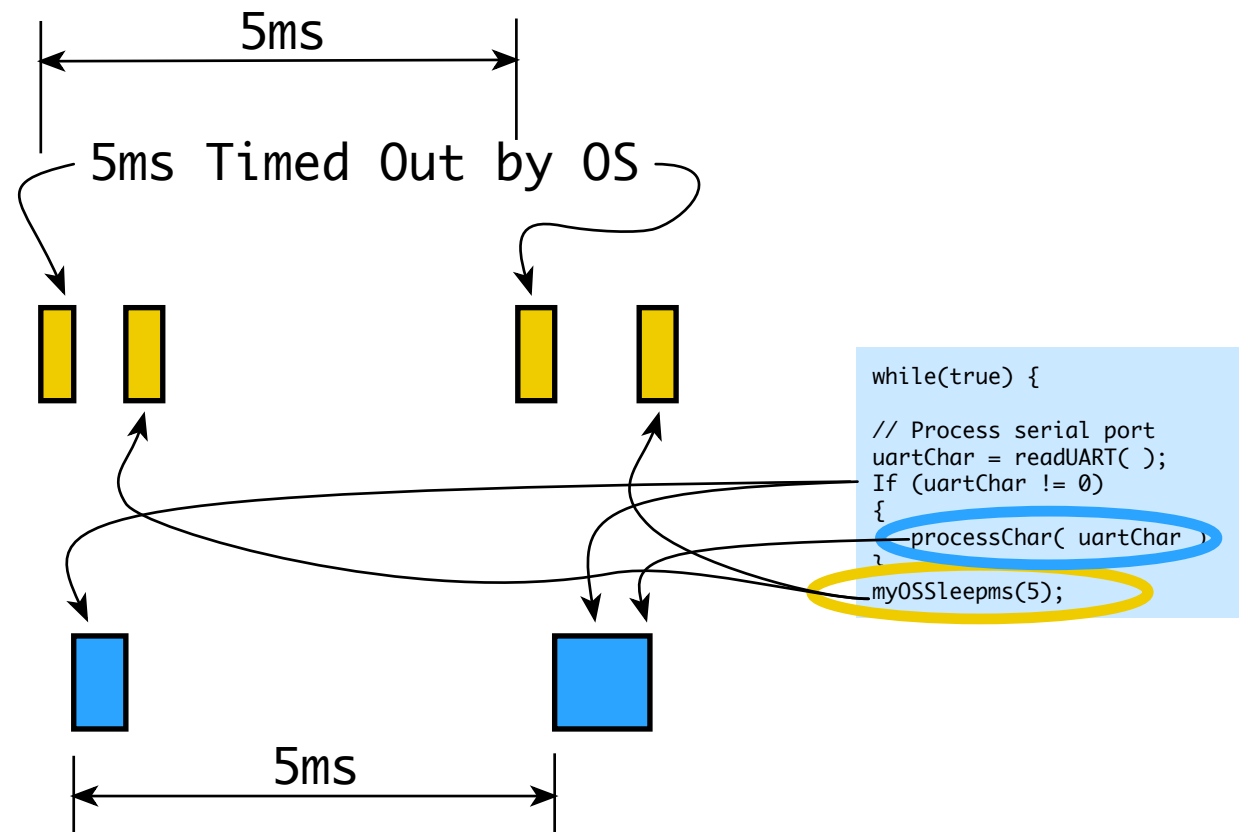 5ms
5ms Timed Out by OS
while(true) {
// Process serial port
uartChar = readUART( );
If (uartChar != 0)
{
processChar( uartChar )
}
myOSSleepms(5);
5ms